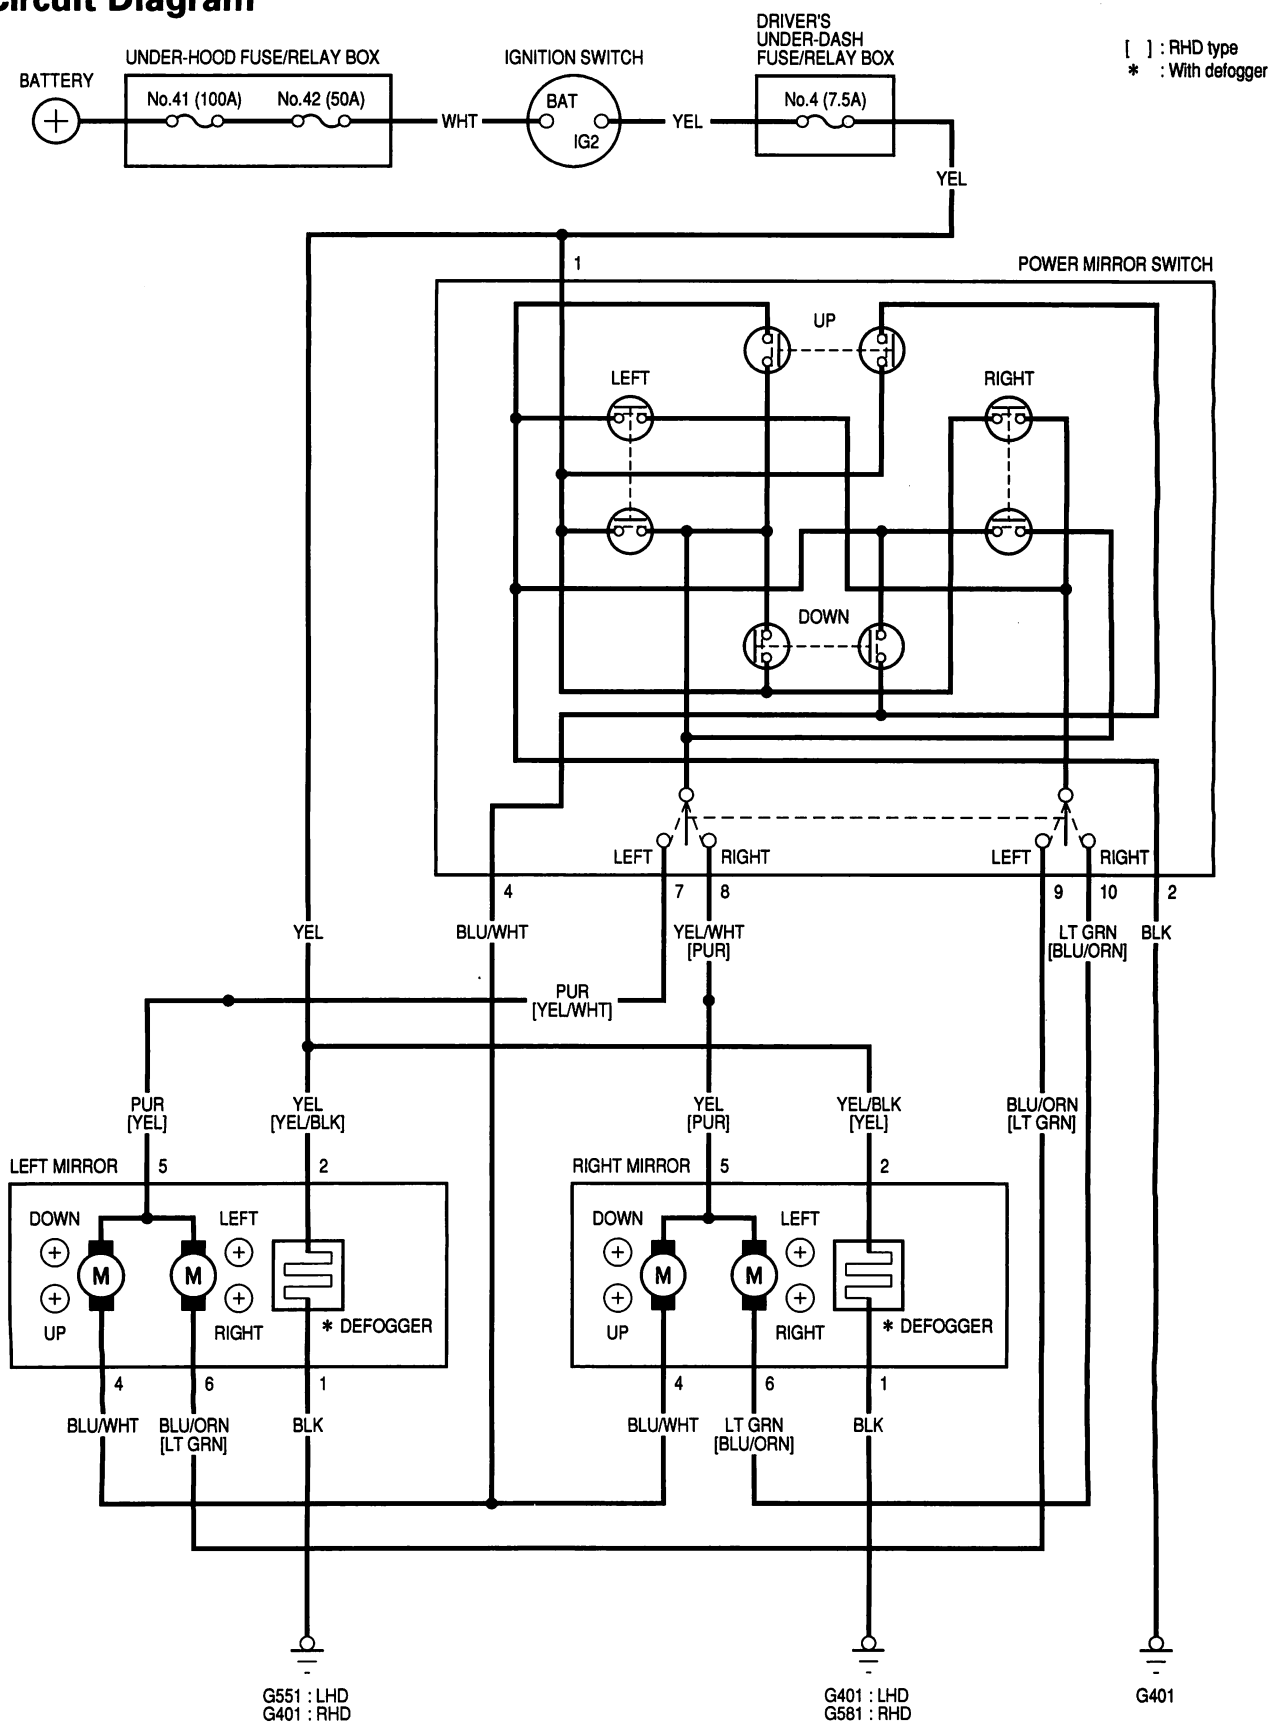 Circuit Diagram
DRIVER'S
UNDER-DASH
FUSE/RELAY BOX
[ ] : RHD type
* : With defogger
UNDER-HOOD FUSE/RELAY BOX
IGNITION SWITCH
BATTERY
No.41 (100A)
No.42 (50A)
BAT
IG2
No.4 (7.5A)
+
WHT
YEL
YEL
1
POWER MIRROR SWITCH
UP
LEFT
RIGHT
DOWN
LEFT
RIGHT
LEFT
RIGHT
4
7
8
9
10
2
YEL
BLU/WHT
YEL/WHT
[PUR]
LT GRN
[BLU/ORN]
BLK
PUR
[YEL/WHT]
PUR
[YEL]
YEL
[YEL/BLK]
YEL
[PUR]
YEL/BLK
[YEL]
BLU/ORN
[LT GRN]
LEFT MIRROR
5
2
RIGHT MIRROR
5
2
DOWN
LEFT
DOWN
LEFT
+
M
M
+
+
M
M
+
+
+
+
+
UP
RIGHT
* DEFOGGER
UP
RIGHT
* DEFOGGER
4
6
1
4
6
1
BLU/WHT
BLU/ORN
[LT GRN]
BLK
BLU/WHT
LT GRN
[BLU/ORN]
BLK
G551 : LHD
G401 : RHD
G401 : LHD
G581 : RHD
G401